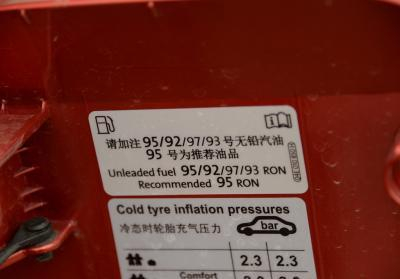 请加注 95/92/97/93 号无铅汽油
95 号为推荐油品
Unleaded fuel 95/92/97/93 RON
Recommended 95 RON
Cold tyre inflation pressures
冷态时轮胎充气压力 bar
2.3 2.3
Comfort